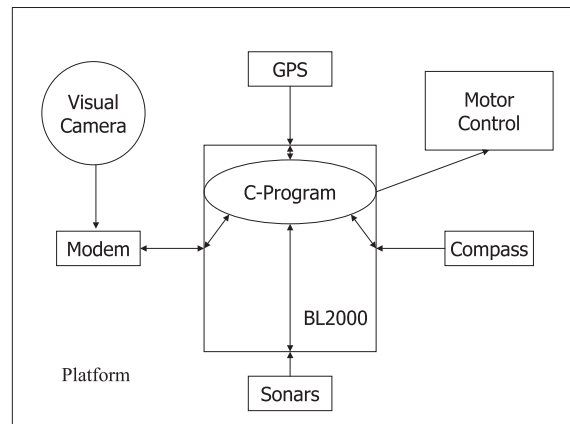 GPS
Visual
Camera
Motor
Control
C-Program
Modem
Compass
BL2000
Platform
Sonars